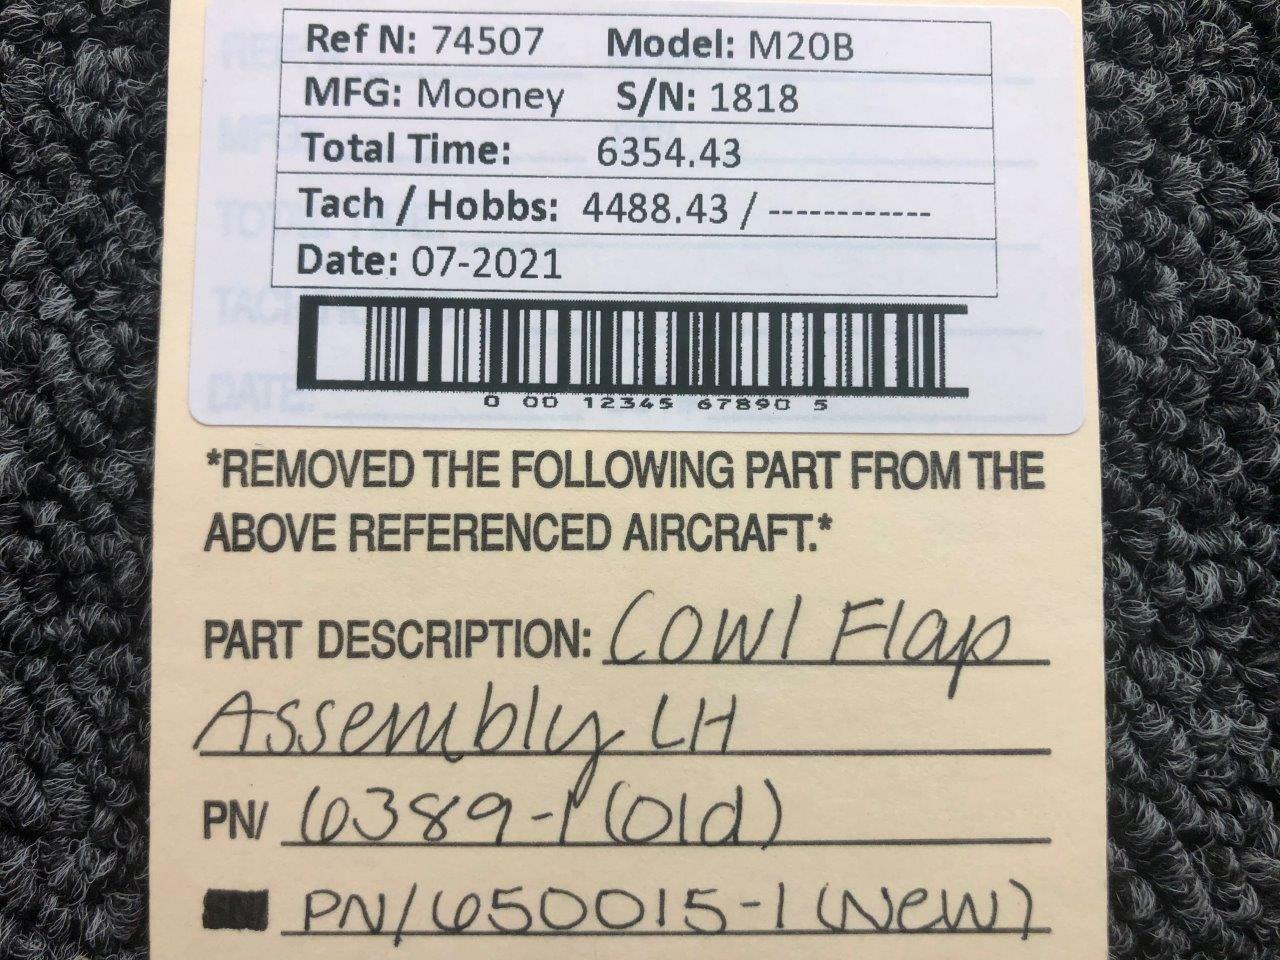 Ref N: 74507 Model: M20B
MFG: Mooney S/N: 1818
Total Time: 6354.43
Tach / Hobbs: 4488.43 / ------------
Date: 07-2021
0 00 12345 67890 5
*REMOVED THE FOLLOWING PART FROM THE
ABOVE REFERENCED AIRCRAFT.*
PART DESCRIPTION: Cowl Flap
Assembly LH
PN/ 6389-1 (old)
PN/650015-1 (New)